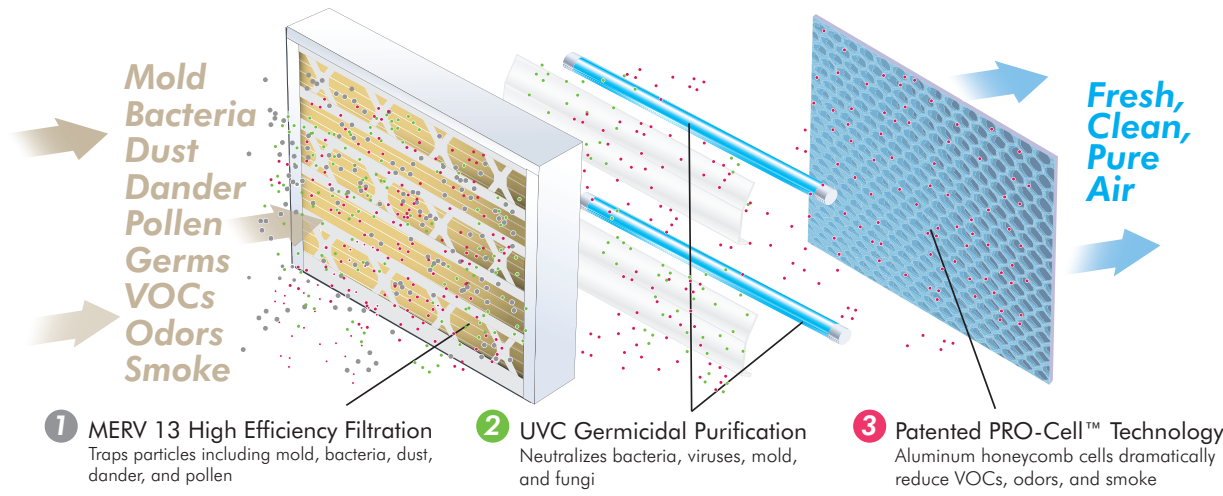 Mold
Bacteria
Dust
Dander
Pollen
Germs
VOCs
Odors
Smoke
Fresh,
Clean,
Pure
Air
1 MERV 13 High Efficiency Filtration
Traps particles including mold, bacteria, dust,
dander, and pollen
2 UVC Germicidal Purification
Neutralizes bacteria, viruses, mold,
and fungi
3 Patented PRO-Cell™ Technology
Aluminum honeycomb cells dramatically
reduce VOCs, odors, and smoke